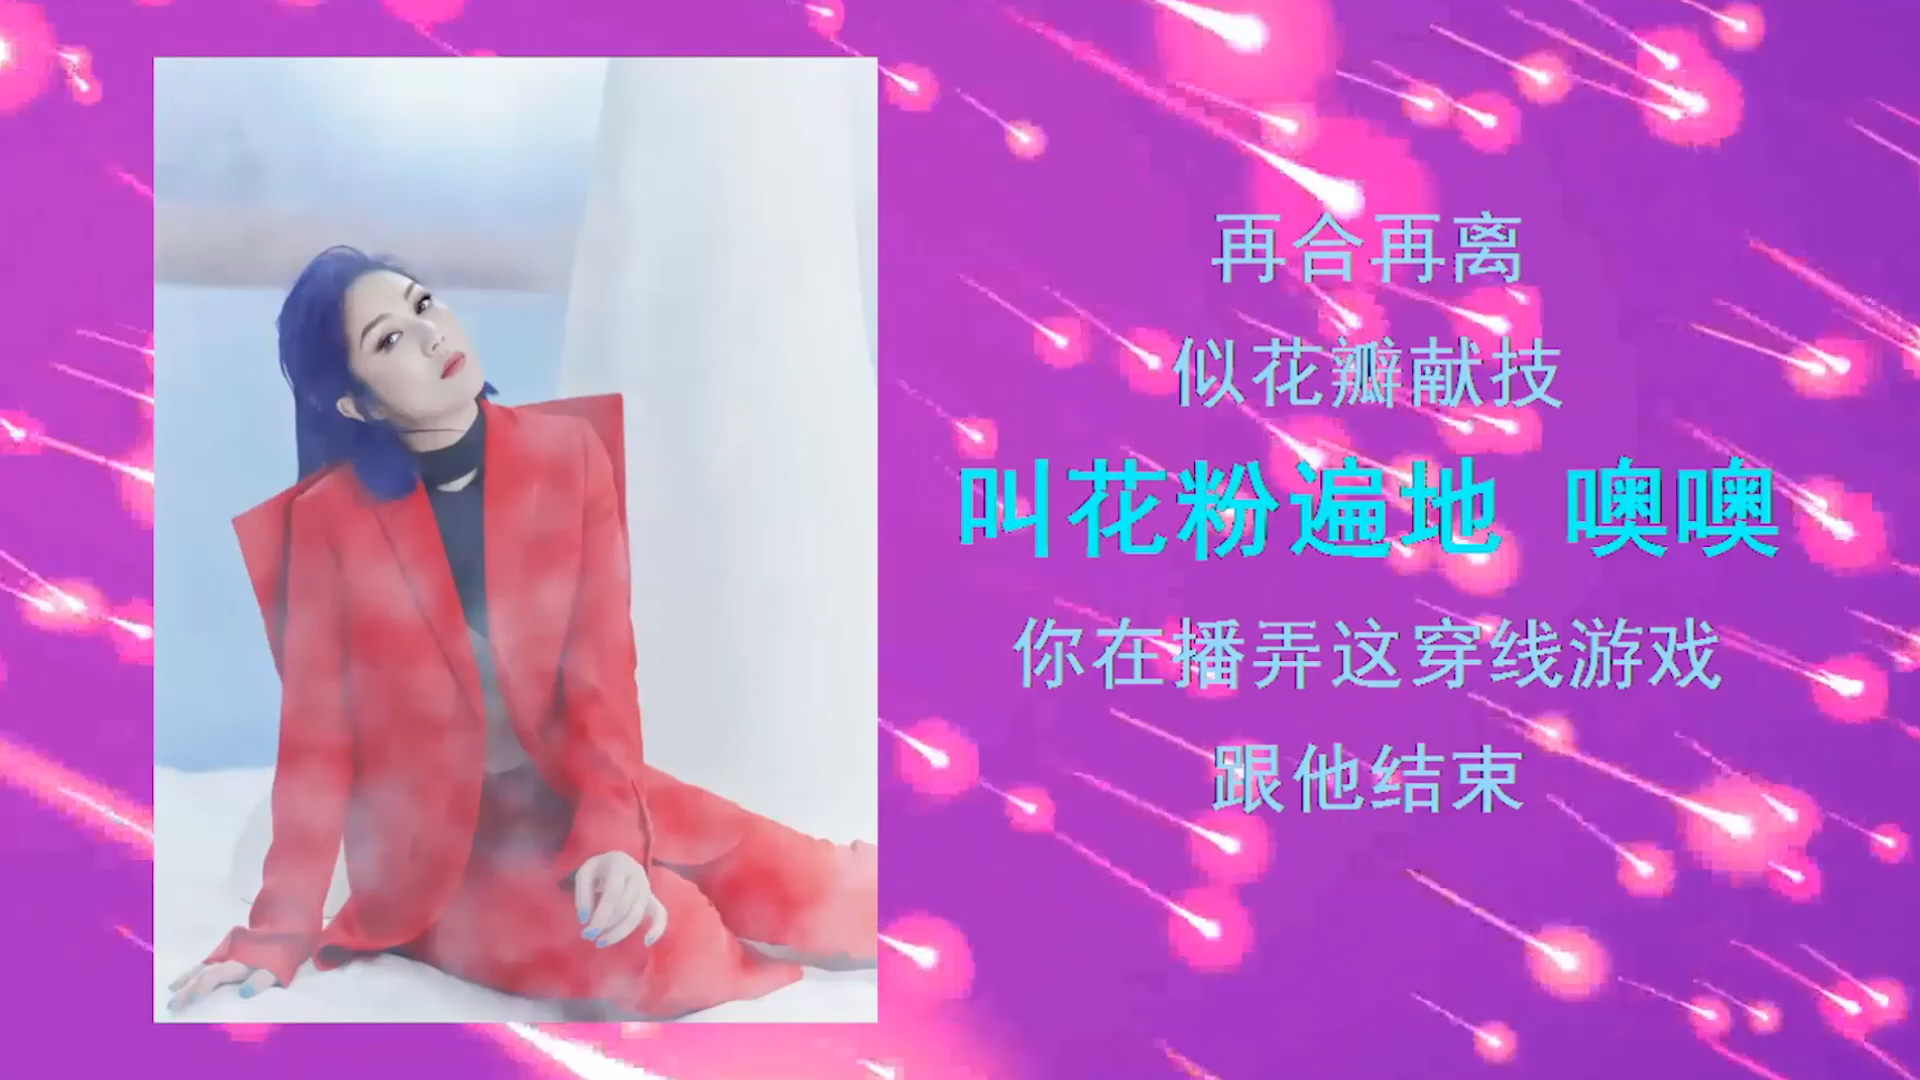 再合再离
似花瓣献技
叫花粉遍地 噢噢
你在播弄这穿线游戏
跟他结束